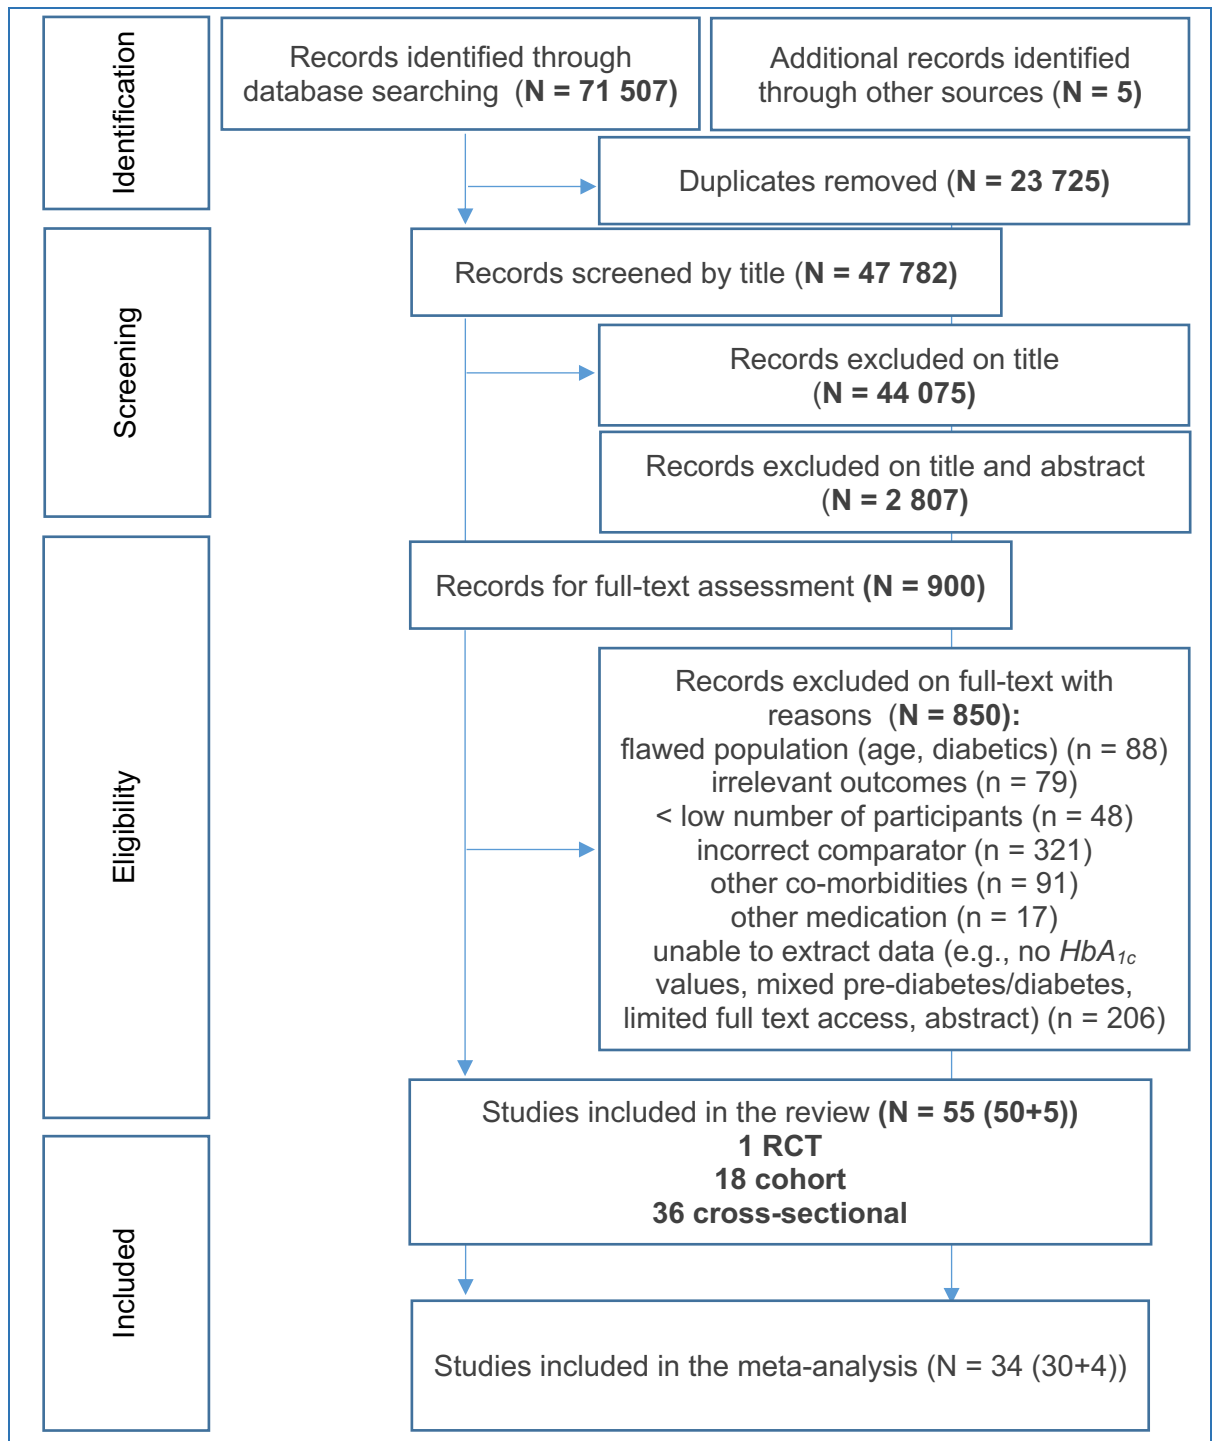 Identification
Records identified through
database searching  (N = 71 507)
Additional records identified
through other sources (N = 5)
Duplicates removed (N = 23 725)
Screening
Records screened by title (N = 47 782)
Records excluded on title
(N = 44 075)
Records excluded on title and abstract
(N = 2 807)
Eligibility
Records for full-text assessment (N = 900)
Records excluded on full-text with
reasons  (N = 850):
flawed population (age, diabetics) (n = 88)
irrelevant outcomes (n = 79)
< low number of participants (n = 48)
incorrect comparator (n = 321)
other co-morbidities (n = 91)
other medication (n = 17)
unable to extract data (e.g., no HbA1c
values, mixed pre-diabetes/diabetes,
limited full text access, abstract) (n = 206)
Studies included in the review (N = 55 (50+5))
1 RCT
18 cohort
36 cross-sectional
Included
Studies included in the meta-analysis (N = 34 (30+4))